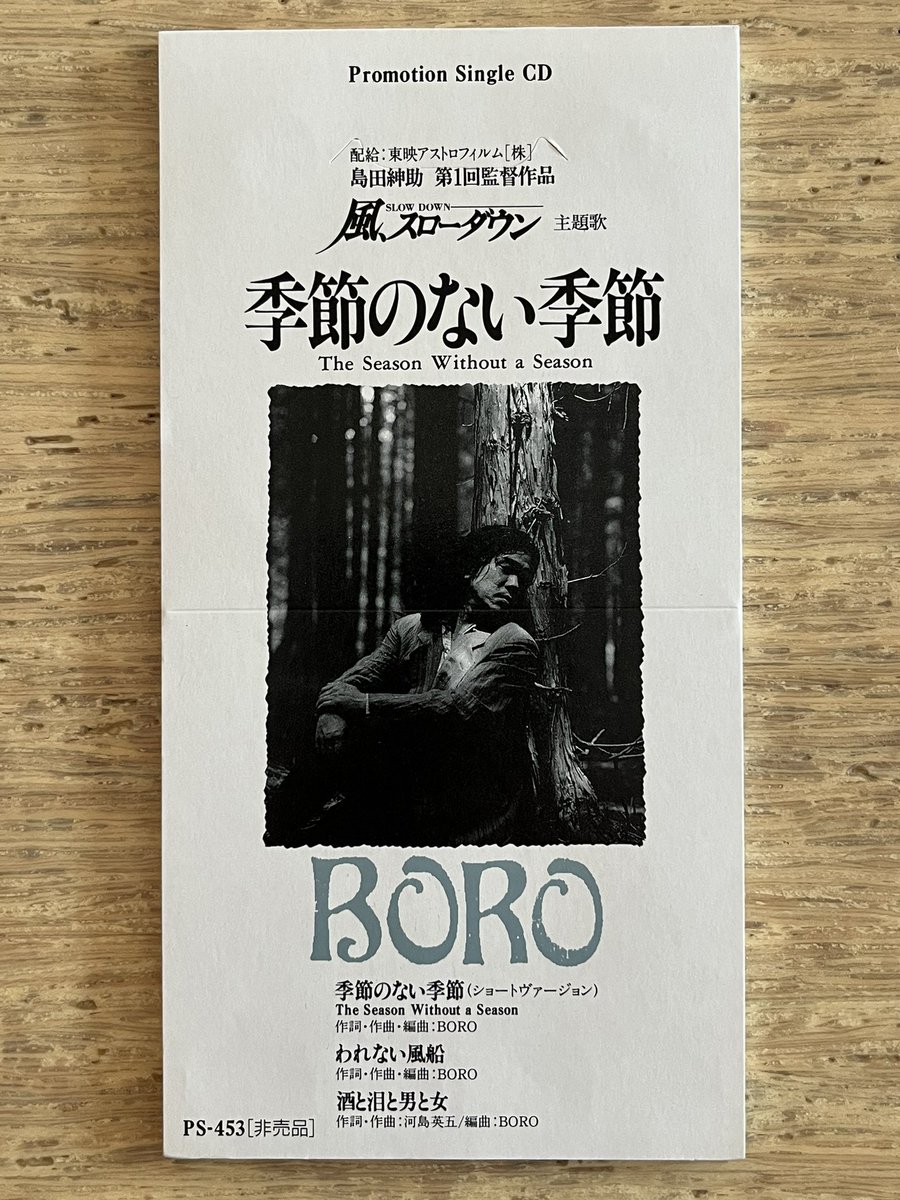 Promotion Single CD
配給:東映アストロフィルム[株]
島田紳助 第1回監督作品
SLOW DOWN
風、スローダウン 主題歌
季節のない季節
The Season Without a Season
BORO
季節のない季節(ショートヴァージョン)
The Season Without a Season
作詞・作曲・編曲:BORO
われない風船
作詞・作曲・編曲:BORO
酒と泪と男と女
作詞・作曲:河島英五/編曲:BORO
PS-453[非売品]